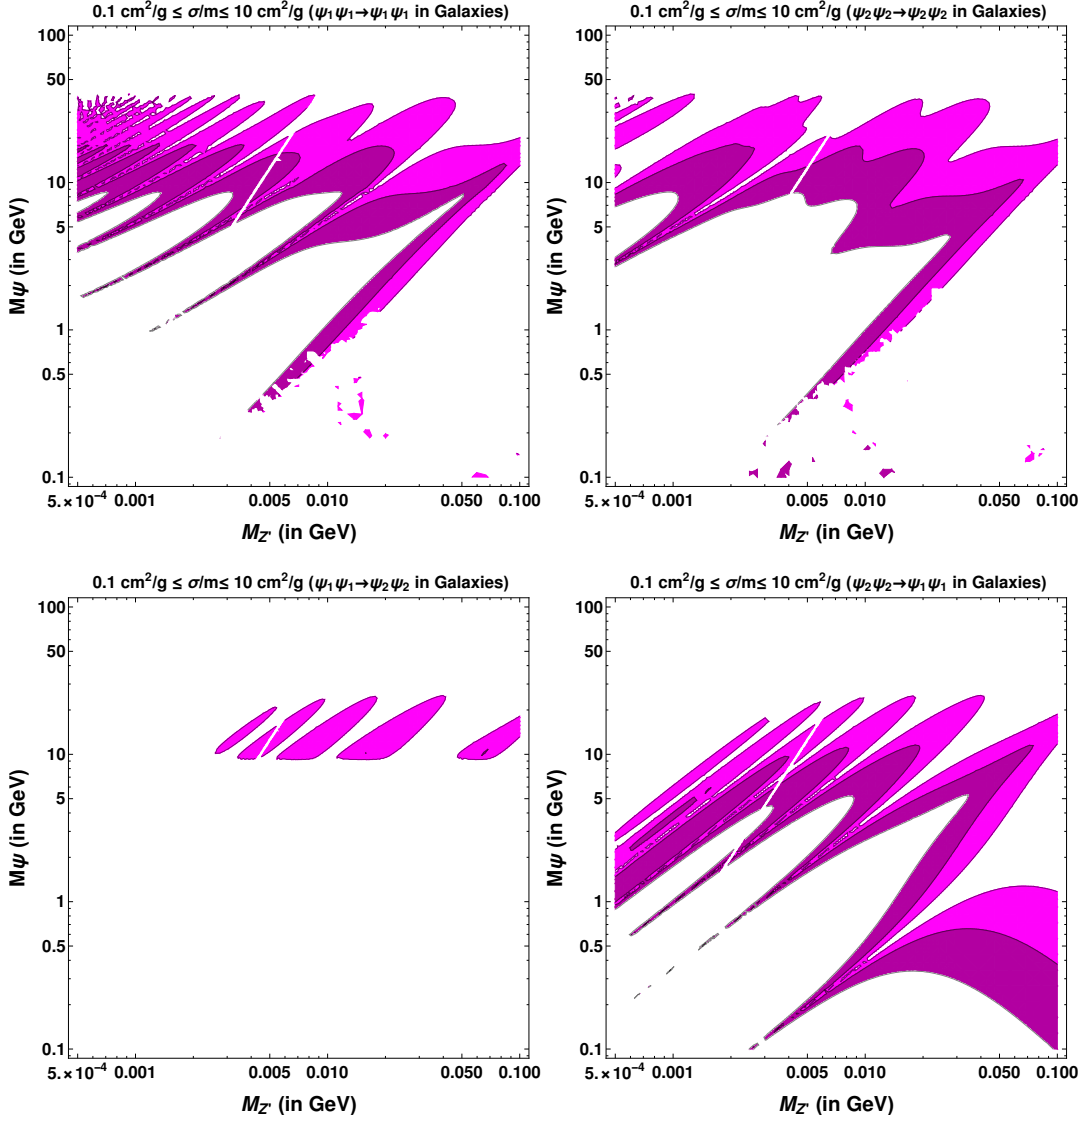 0.1 cm²/g ≤ σ/m≤ 10 cm²/g (ψ₁ψ₁→ψ₁ψ₁ in Galaxies)
100
50
10
5
1
0.5
0.1
Mψ (in GeV)
5.×10⁻⁴ 0.001 0.005 0.010 0.050 0.100
M_Z' (in GeV)
0.1 cm²/g ≤ σ/m≤ 10 cm²/g (ψ₂ψ₂→ψ₂ψ₂ in Galaxies)
100
50
10
5
1
0.5
0.1
Mψ (in GeV)
5.×10⁻⁴ 0.001 0.005 0.010 0.050 0.100
M_Z' (in GeV)
0.1 cm²/g ≤ σ/m≤ 10 cm²/g (ψ₁ψ₁→ψ₂ψ₂ in Galaxies)
100
50
10
5
1
0.5
0.1
Mψ (in GeV)
5.×10⁻⁴ 0.001 0.005 0.010 0.050 0.100
M_Z' (in GeV)
0.1 cm²/g ≤ σ/m≤ 10 cm²/g (ψ₂ψ₂→ψ₁ψ₁ in Galaxies)
100
50
10
5
1
0.5
0.1
Mψ (in GeV)
5.×10⁻⁴ 0.001 0.005 0.010 0.050 0.100
M_Z' (in GeV)